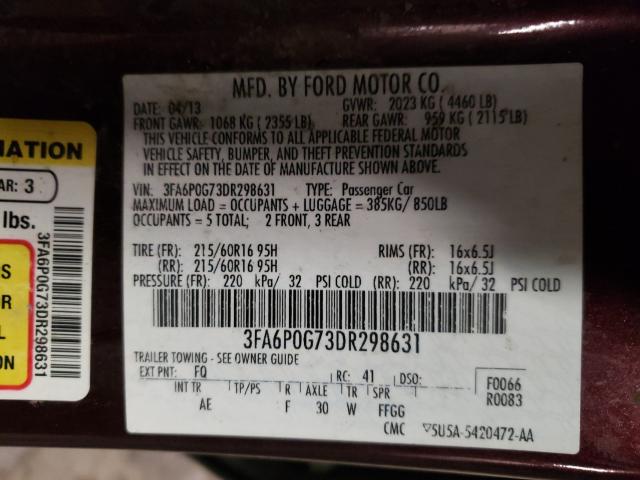 MFD. BY FORD MOTOR CO.
DATE: 04/13 GVWR: 2023 KG ( 4460 LB)
FRONT GAWR: 1068 KG ( 2355 LB) REAR GAWR: 959 KG ( 2115 LB)
THIS VEHICLE CONFORMS TO ALL APPLICABLE FEDERAL MOTOR
VEHICLE SAFETY, BUMPER, AND THEFT PREVENTION STANDARDS
IN EFFECT ON THE DATE OF MANUFACTURE SHOWN ABOVE.
VIN: 3FA6P0G73DR298631 TYPE: Passenger Car
MAXIMUM LOAD = OCCUPANTS + LUGGAGE = 385KG/ 850LB
OCCUPANTS = 5 TOTAL; 2 FRONT, 3 REAR
TIRE (FR): 215/60R16 95H RIMS (FR): 16x6.5J
(RR): 215/60R16 95H (RR): 16x6.5J
PRESSURE (FR): 220 kPa/ 32 PSI COLD (RR): 220 kPa/ 32 PSI COLD
3FA6P0G73DR298631
TRAILER TOWING - SEE OWNER GUIDE
EXT PNT: FQ RC: 41 DSO: F0066
R0083
INT TR TP/PS R AXLE TR SPR
AE F 30 W FFGG
CMC ▽5U5A-5420472-AA
MATION
AR: 3
lbs.
S
OR
L
ON
3FA6P0G73DR298631